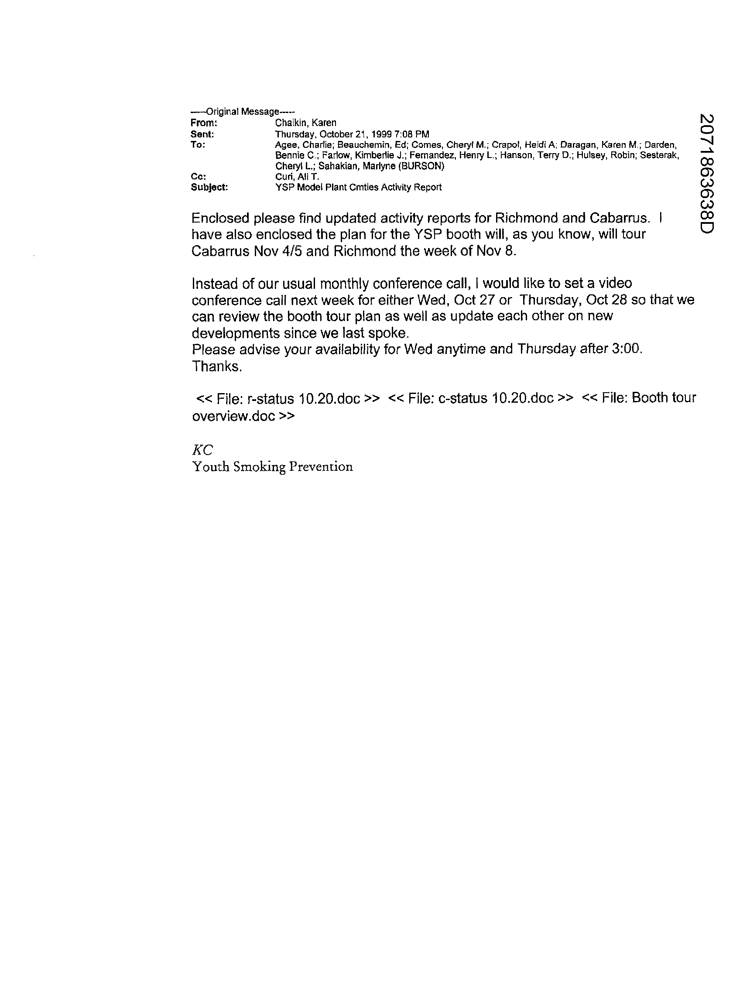 -----Original Message-----
From: Chaikin, Karen
Sent: Thursday, October 21, 1999 7:08 PM
To: Agee, Charlie; Beauchemin, Ed; Comes, Cheryl M.; Crapol, Heidi A; Daragan, Karen M.; Darden,
Bennie C.; Farlow, Kimberlie J.; Fernandez, Henry L.; Hanson, Terry D.; Hulsey, Robin; Sesterak,
Cheryl L.; Sahakian, Marlyne (BURSON)
Cc: Curi, Ali T.
Subject: YSP Model Plant Cmties Activity Report
Enclosed please find updated activity reports for Richmond and Cabarrus. I
have also enclosed the plan for the YSP booth will, as you know, will tour
Cabarrus Nov 4/5 and Richmond the week of Nov 8.
Instead of our usual monthly conference call, I would like to set a video
conference call next week for either Wed, Oct 27 or Thursday, Oct 28 so that we
can review the booth tour plan as well as update each other on new
developments since we last spoke.
Please advise your availability for Wed anytime and Thursday after 3:00.
Thanks.
<< File: r-status 10.20.doc >> << File: c-status 10.20.doc >> << File: Booth tour
overview.doc >>
KC
Youth Smoking Prevention
2071863638D